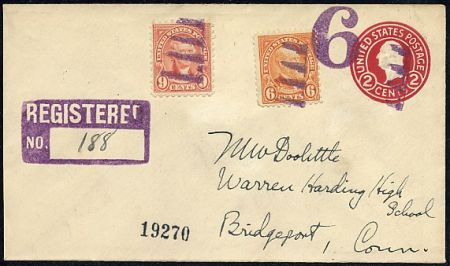 UNITED STATES POSTAGE
9 CENTS 9
UNITED STATES POSTAGE
6 CENTS 6
6
UNITED STATES POSTAGE
2 CENTS 2
REGISTERED
NO. 188
M W Doolittle
Warren Harding High
School
Bridgeport, Conn.
19270